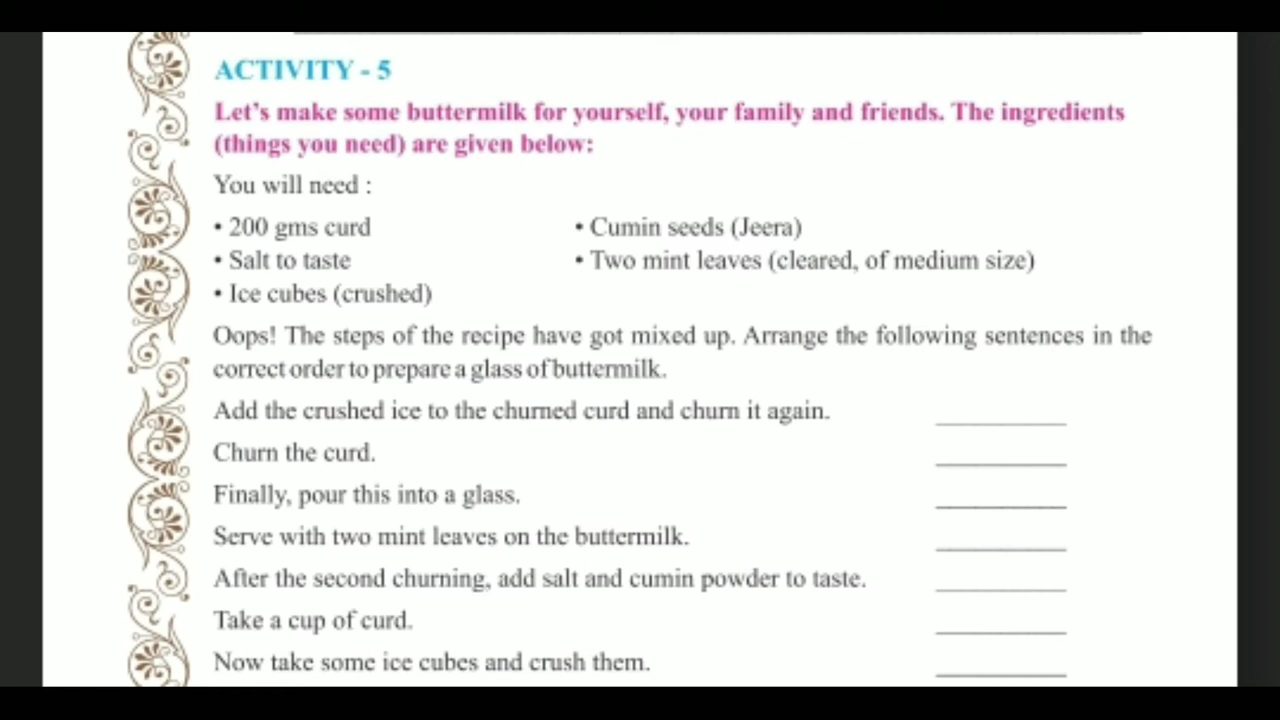 ACTIVITY - 5
Let's make some buttermilk for yourself, your family and friends. The ingredients
(things you need) are given below:
You will need :
• 200 gms curd
• Cumin seeds (Jeera)
• Salt to taste
• Two mint leaves (cleared, of medium size)
• Ice cubes (crushed)
Oops! The steps of the recipe have got mixed up. Arrange the following sentences in the
correct order to prepare a glass of buttermilk.
Add the crushed ice to the churned curd and churn it again.
Churn the curd.
Finally, pour this into a glass.
Serve with two mint leaves on the buttermilk.
After the second churning, add salt and cumin powder to taste.
Take a cup of curd.
Now take some ice cubes and crush them.